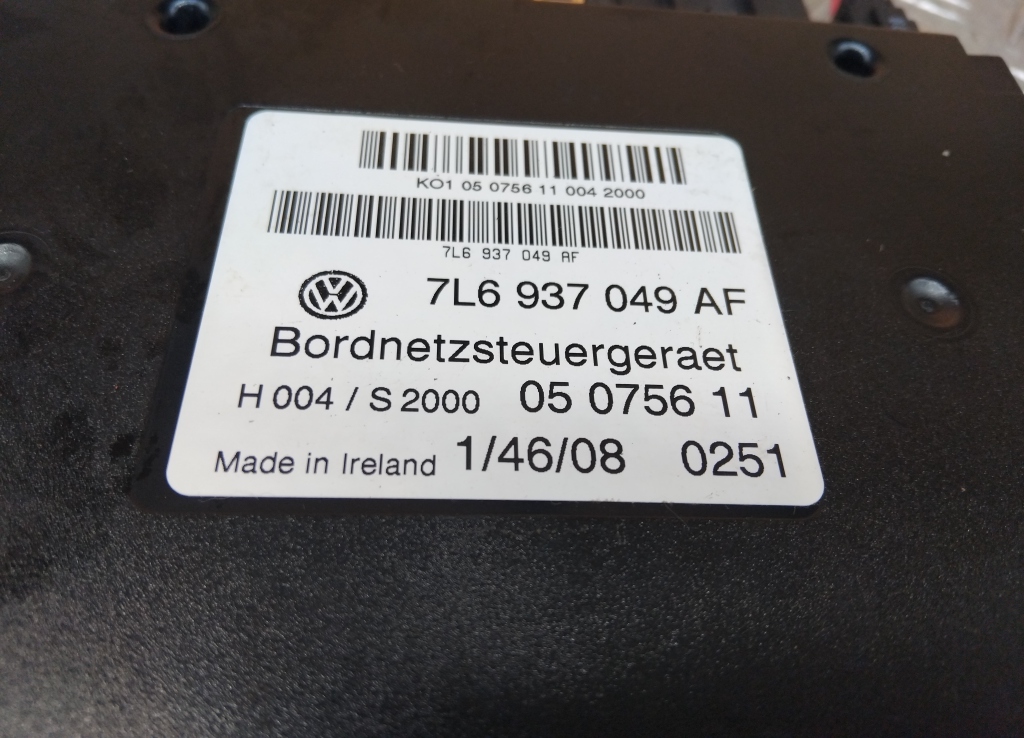 KO1 05 0756 11 004 2000
7L6 937 049 AF
7L6 937 049 AF
Bordnetzsteuergeraet
H 004 / S 2000 05 0756 11
Made in Ireland 1/46/08 0251